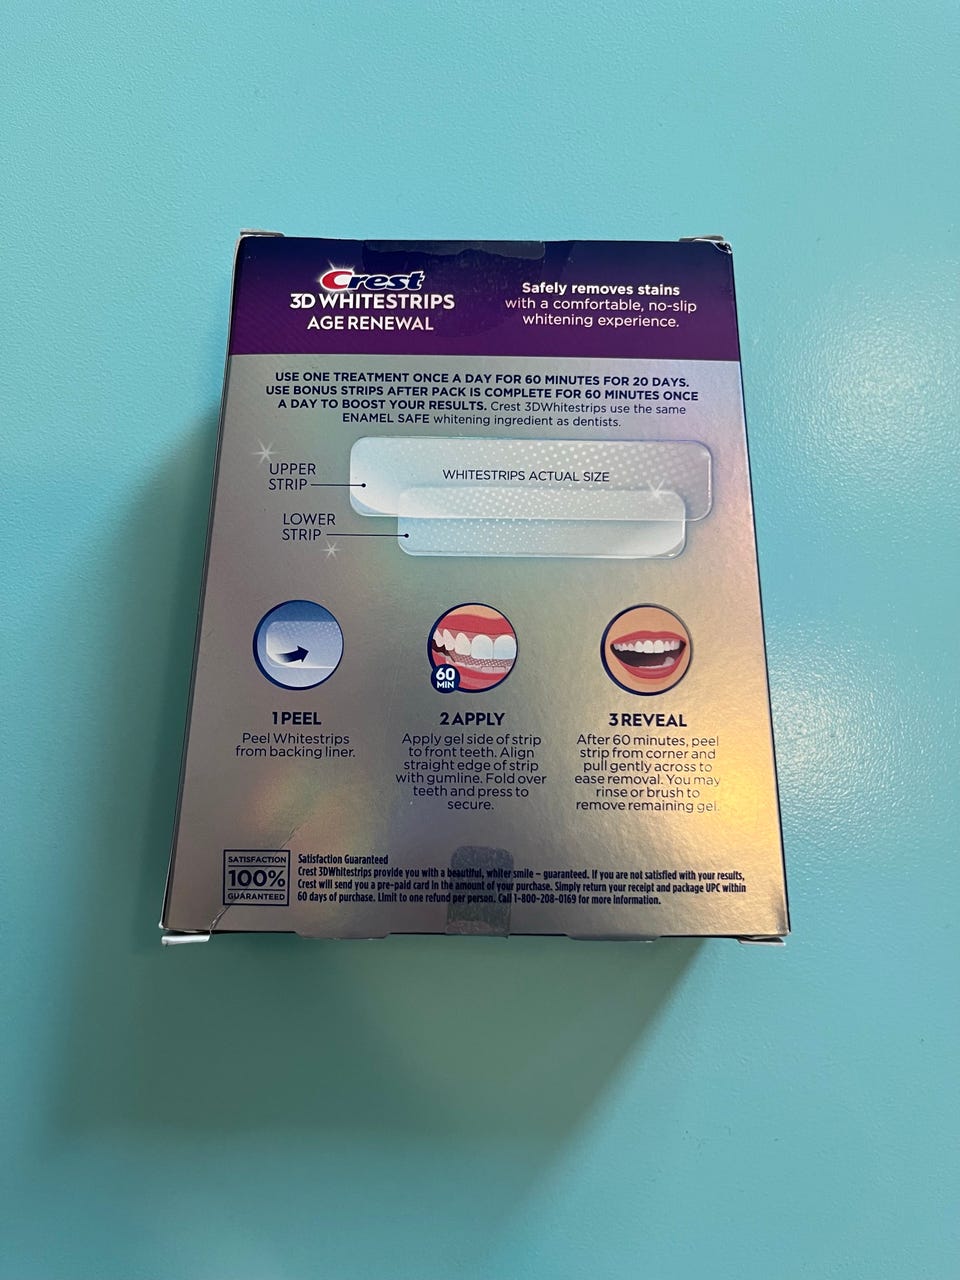 Crest
3D WHITESTRIPS
AGE RENEWAL
Safely removes stains
with a comfortable, no-slip
whitening experience.
USE ONE TREATMENT ONCE A DAY FOR 60 MINUTES FOR 20 DAYS.
USE BONUS STRIPS AFTER PACK IS COMPLETE FOR 60 MINUTES ONCE
A DAY TO BOOST YOUR RESULTS. Crest 3DWhitestrips use the same
ENAMEL SAFE whitening ingredient as dentists.
UPPER
STRIP
WHITESTRIPS ACTUAL SIZE
LOWER
STRIP
60
MIN
1 PEEL
Peel Whitestrips
from backing liner.
2 APPLY
Apply gel side of strip
to front teeth. Align
straight edge of strip
with gumline. Fold over
teeth and press to
secure.
3 REVEAL
After 60 minutes, peel
strip from corner and
pull gently across to
ease removal. You may
rinse or brush to
remove remaining gel.
SATISFACTION
100%
GUARANTEED
Satisfaction Guaranteed
Crest 3DWhitestrips provide you with a beautiful, whiter smile – guaranteed. If you are not satisfied with your results,
Crest will send you a pre-paid card in the amount of your purchase. Simply return your receipt and package UPC within
60 days of purchase. Limit to one refund per person. Call 1-800-208-0169 for more information.